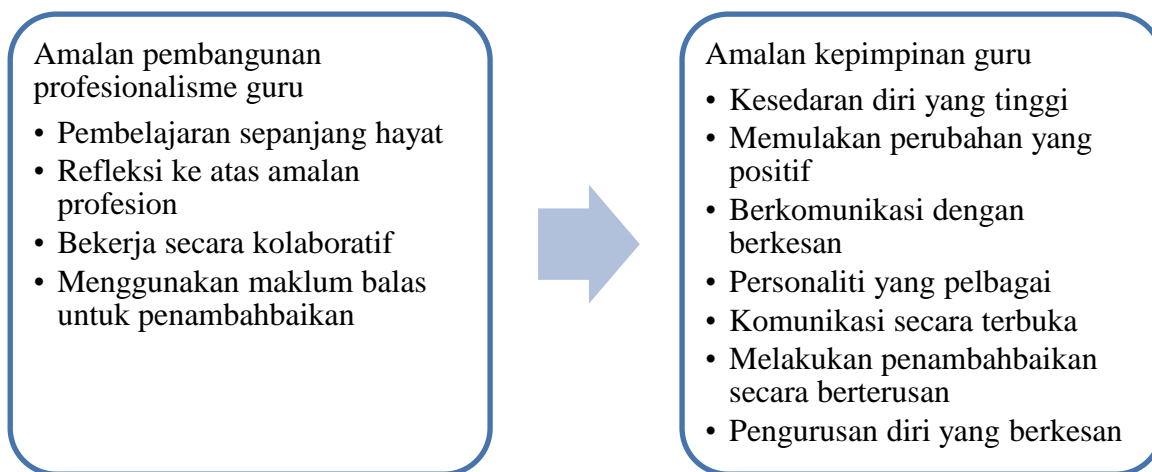 Amalan pembangunan
profesionalisme guru
• Pembelajaran sepanjang hayat
• Refleksi ke atas amalan
profesion
• Bekerja secara kolaboratif
• Menggunakan maklum balas
untuk penambahbaikan
Amalan kepimpinan guru
• Kesedaran diri yang tinggi
• Memulakan perubahan yang
positif
• Berkomunikasi dengan
berkesan
• Personaliti yang pelbagai
• Komunikasi secara terbuka
• Melakukan penambahbaikan
secara berterusan
• Pengurusan diri yang berkesan